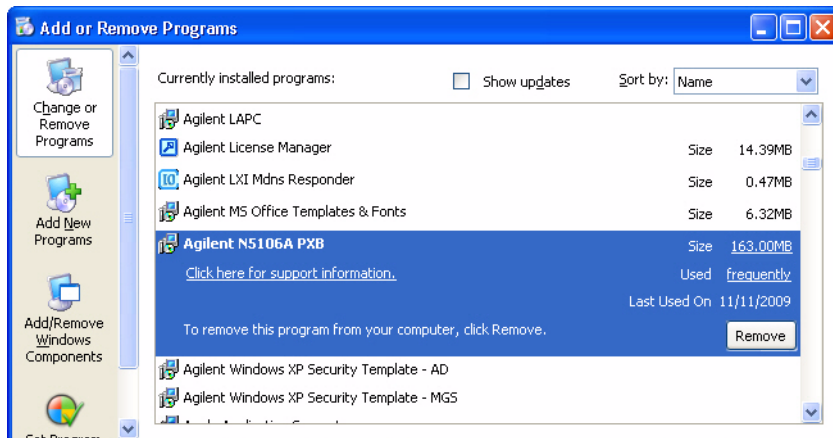 Add or Remove Programs
Change or
Remove
Programs
Add New
Programs
Add/Remove
Windows
Components
Currently installed programs:
Show updates
Sort by: Name
Agilent LAPC
Agilent License Manager Size 14.39MB
Agilent LXI Mdns Responder Size 0.47MB
Agilent MS Office Templates & Fonts Size 6.32MB
Agilent N5106A PXB Size 163.00MB
Click here for support information. Used frequently
Last Used On 11/11/2009
To remove this program from your computer, click Remove. Remove
Agilent Windows XP Security Template - AD
Agilent Windows XP Security Template - MGS